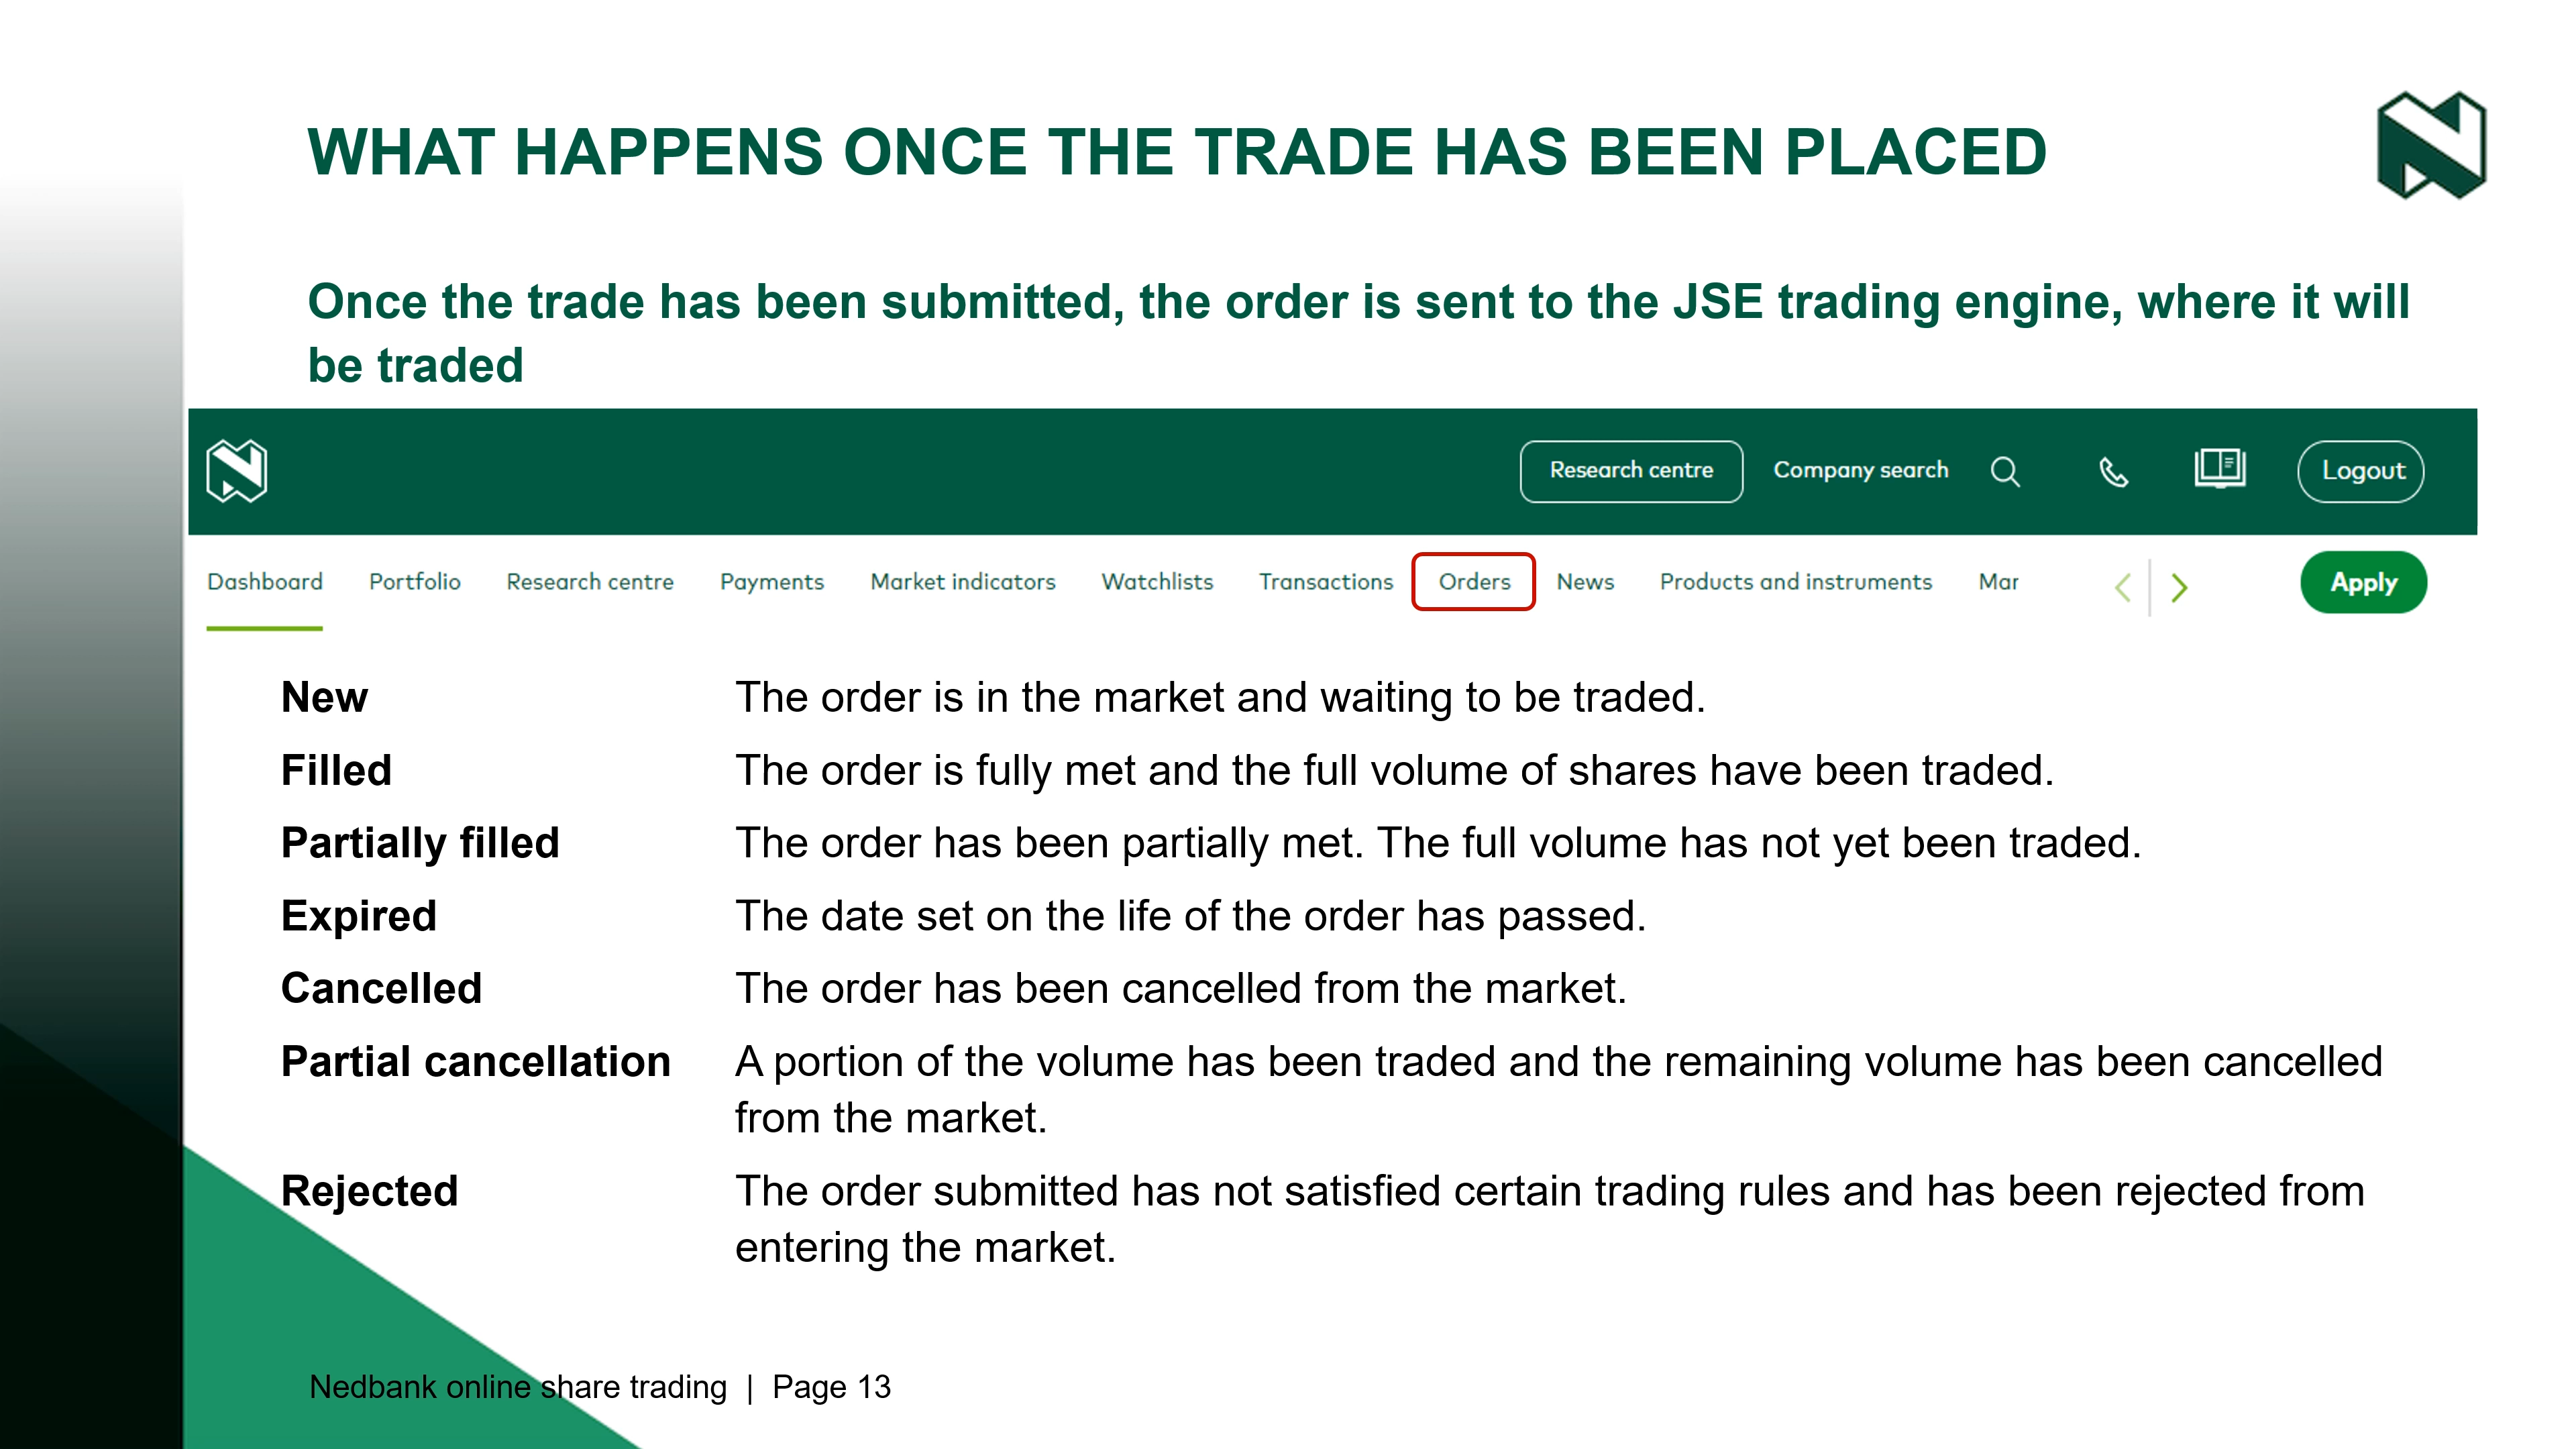 WHAT HAPPENS ONCE THE TRADE HAS BEEN PLACED
Once the trade has been submitted, the order is sent to the JSE trading engine, where it will
be traded
Research centre Company search Logout
Dashboard Portfolio Research centre Payments Market indicators Watchlists Transactions Orders News Products and instruments Mar Apply
New The order is in the market and waiting to be traded.
Filled The order is fully met and the full volume of shares have been traded.
Partially filled The order has been partially met. The full volume has not yet been traded.
Expired The date set on the life of the order has passed.
Cancelled The order has been cancelled from the market.
Partial cancellation A portion of the volume has been traded and the remaining volume has been cancelled
from the market.
Rejected The order submitted has not satisfied certain trading rules and has been rejected from
entering the market.
Nedbank online share trading | Page 13